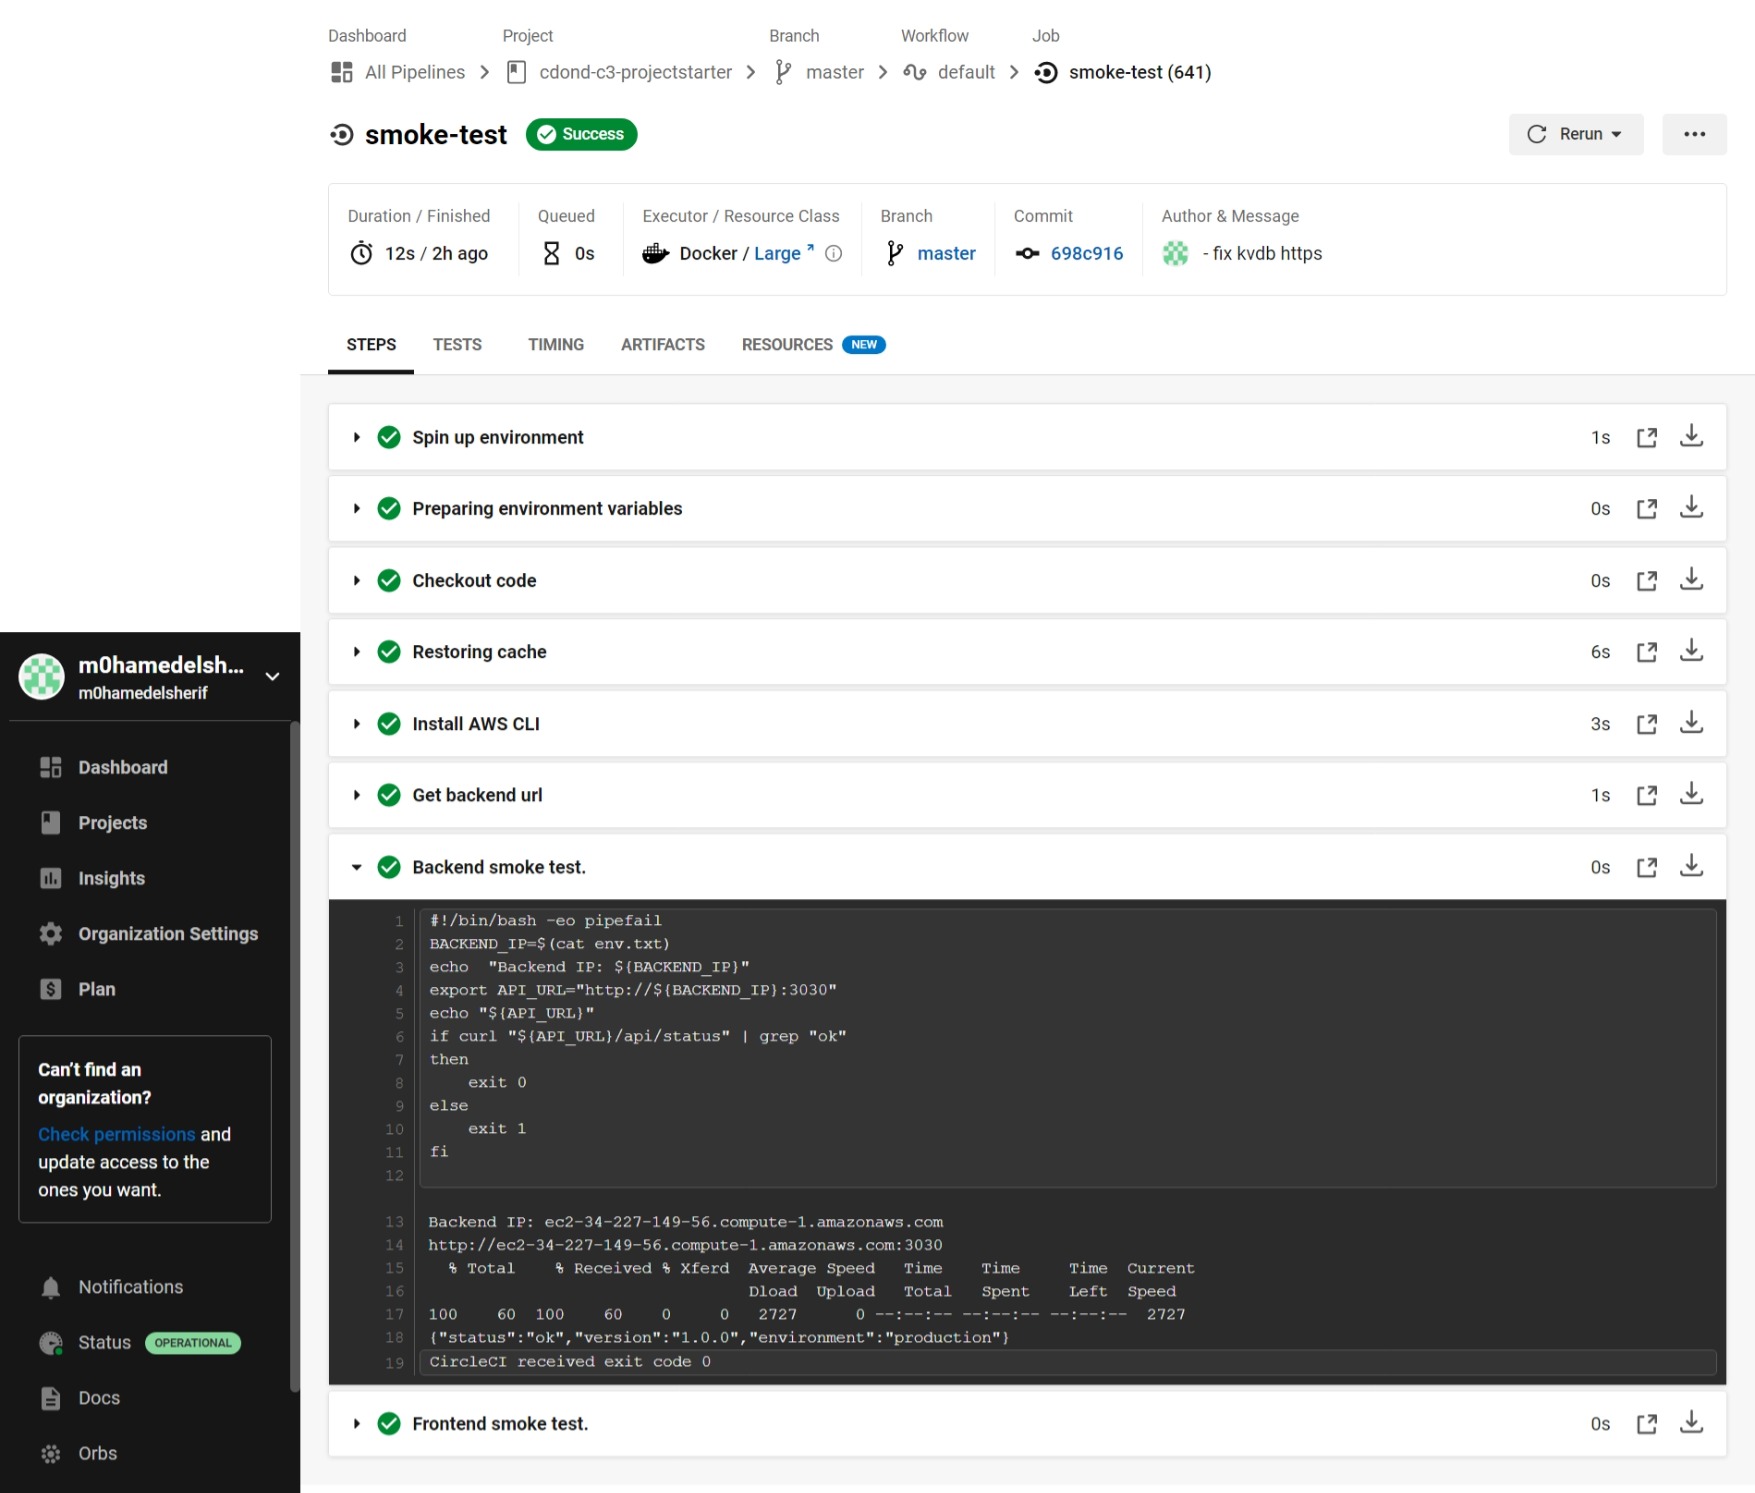 Dashboard Project Branch Workflow Job
All Pipelines cdond-c3-projectstarter master default smoke-test (641)
smoke-test Success Rerun
Duration / Finished Queued Executor / Resource Class Branch Commit Author & Message
12s / 2h ago 0s Docker / Large master 698c916 - fix kvdb https
STEPS TESTS TIMING ARTIFACTS RESOURCES NEW
Spin up environment 1s
Preparing environment variables 0s
Checkout code 0s
Restoring cache 6s
Install AWS CLI 3s
Get backend url 1s
Backend smoke test. 0s
1 #!/bin/bash -eo pipefail
2 BACKEND_IP=$(cat env.txt)
3 echo  "Backend IP: ${BACKEND_IP}"
4 export API_URL="http://${BACKEND_IP}:3030"
5 echo "${API_URL}"
6 if curl "${API_URL}/api/status" | grep "ok"
7 then
8     exit 0
9 else
10     exit 1
11 fi
12
13 Backend IP: ec2-34-227-149-56.compute-1.amazonaws.com
14 http://ec2-34-227-149-56.compute-1.amazonaws.com:3030
15   % Total    % Received % Xferd  Average Speed   Time    Time     Time  Current
16                                  Dload  Upload   Total   Spent    Left  Speed
17 100    60  100    60    0     0   2727      0 --:--:-- --:--:-- --:--:--  2727
18 {"status":"ok","version":"1.0.0","environment":"production"}
19 CircleCI received exit code 0
Frontend smoke test. 0s
m0hamedelsh...
m0hamedelsherif
Dashboard
Projects
Insights
Organization Settings
Plan
Can't find an
organization?
Check permissions and
update access to the
ones you want.
Notifications
Status OPERATIONAL
Docs
Orbs